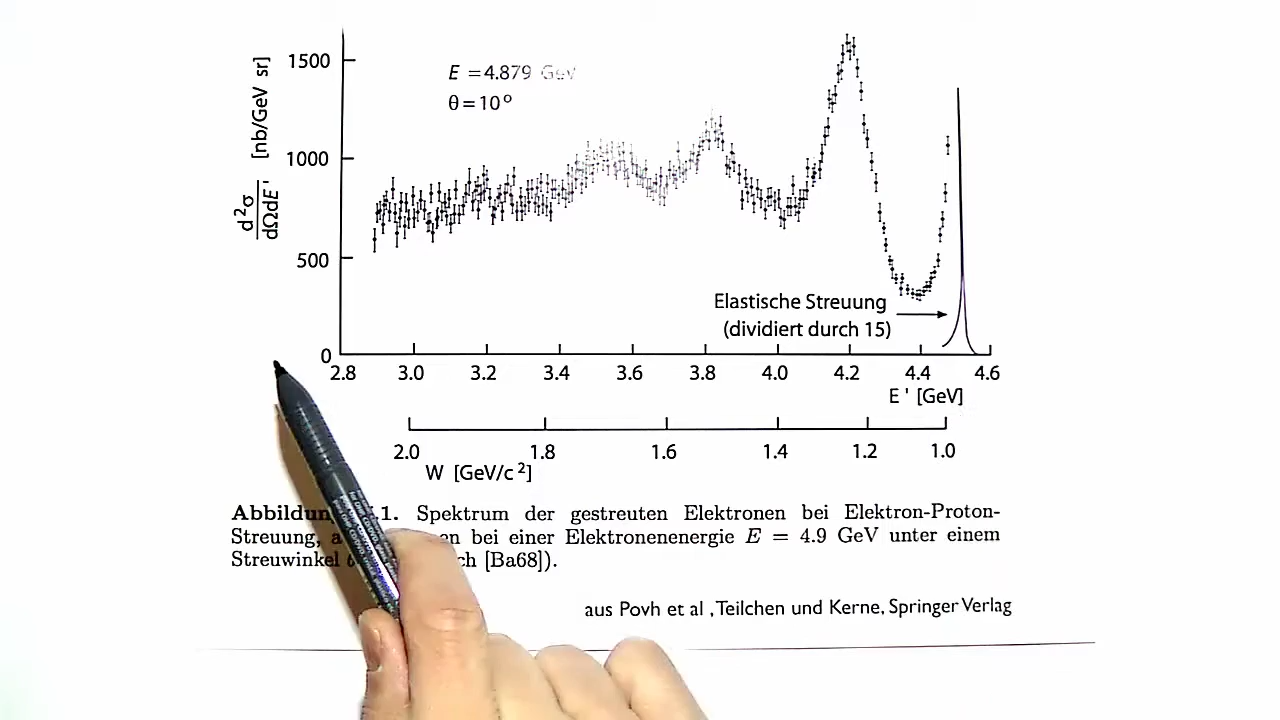 1500
1000
500
0
d²σ
dΩdE'
[nb/GeV sr]
E = 4.879 GeV
θ = 10°
Elastische Streuung
(dividiert durch 15)
2.8 3.0 3.2 3.4 3.6 3.8 4.0 4.2 4.4 4.6
E ' [GeV]
2.0 1.8 1.6 1.4 1.2 1.0
W [GeV/c²]
1. Spektrum der gestreuten Elektronen bei Elektron-Proton-
Streuung, bei einer Elektronenenergie E = 4.9 GeV unter einem
Streuwinkel [Ba68]).
aus Povh et al , Teilchen und Kerne, Springer Verlag